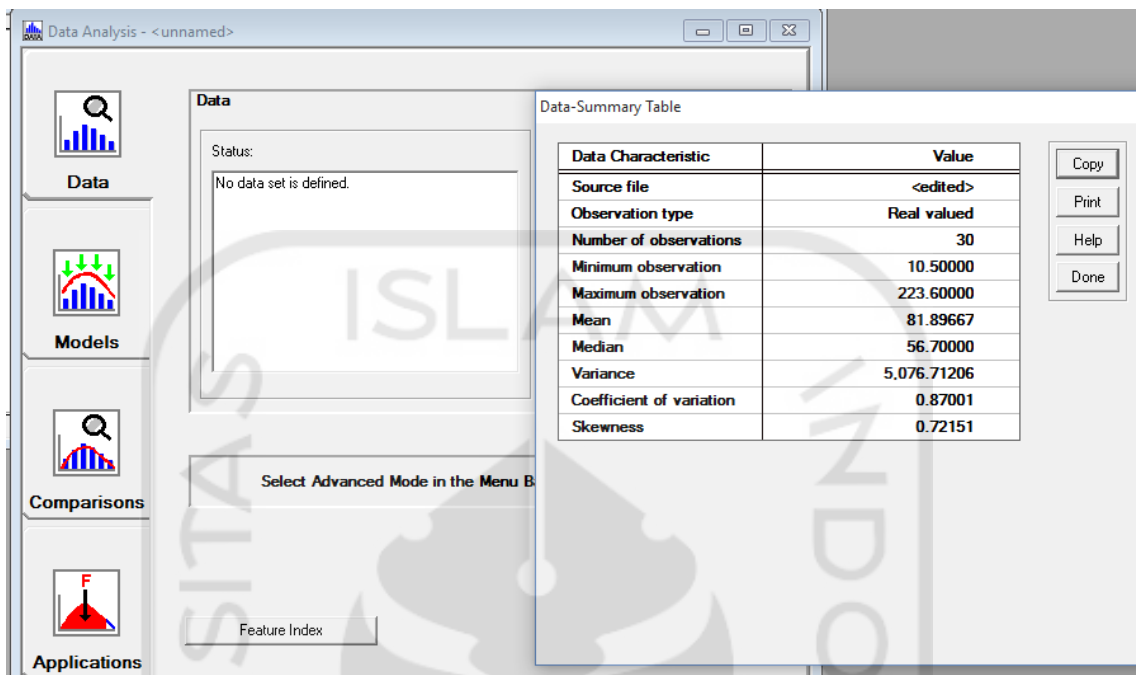 Data Analysis - <unnamed>
Data
Models
Comparisons
Applications
Data
Status:
No data set is defined.
Select Advanced Mode in the Menu B
Feature Index
Data-Summary Table
Data Characteristic Value
Source file <edited>
Observation type Real valued
Number of observations 30
Minimum observation 10.50000
Maximum observation 223.60000
Mean 81.89667
Median 56.70000
Variance 5,076.71206
Coefficient of variation 0.87001
Skewness 0.72151
Copy
Print
Help
Done
SITAS ISLAM INDO